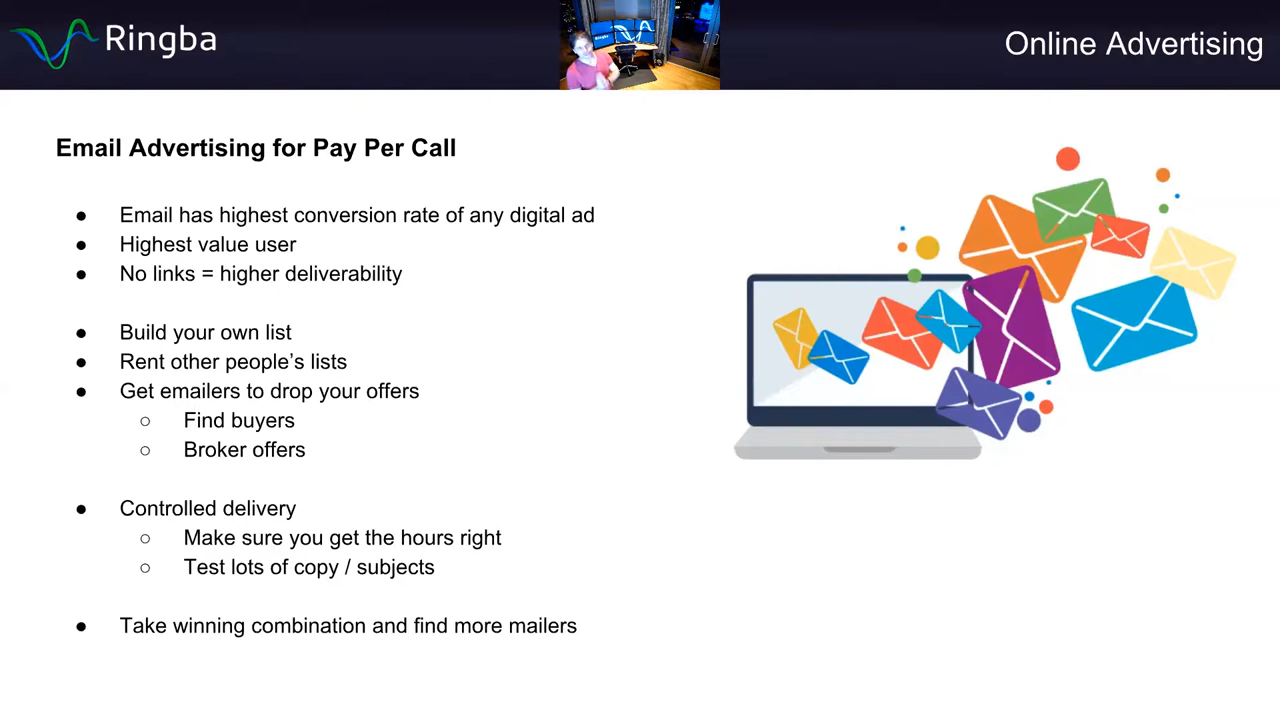 Ringba
Online Advertising
Email Advertising for Pay Per Call
● Email has highest conversion rate of any digital ad
● Highest value user
● No links = higher deliverability
● Build your own list
● Rent other people’s lists
● Get emailers to drop your offers
○ Find buyers
○ Broker offers
● Controlled delivery
○ Make sure you get the hours right
○ Test lots of copy / subjects
● Take winning combination and find more mailers